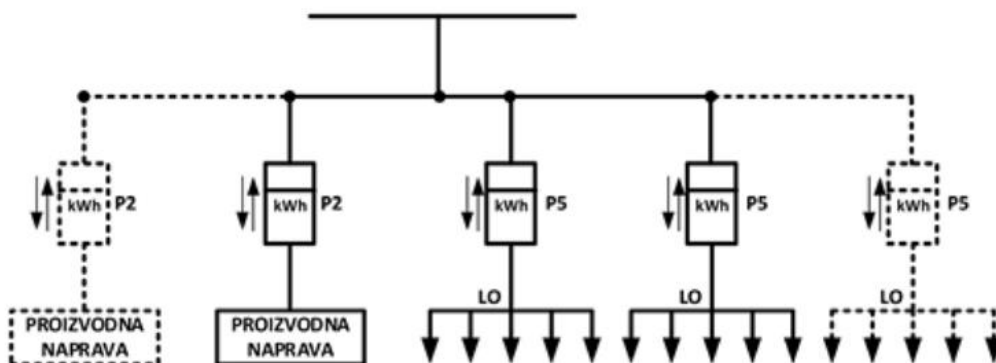 kWh P2
kWh P2
kWh P5
kWh P5
kWh P5
LO
LO
LO
PROIZVODNA
NAPRAVA
PROIZVODNA
NAPRAVA